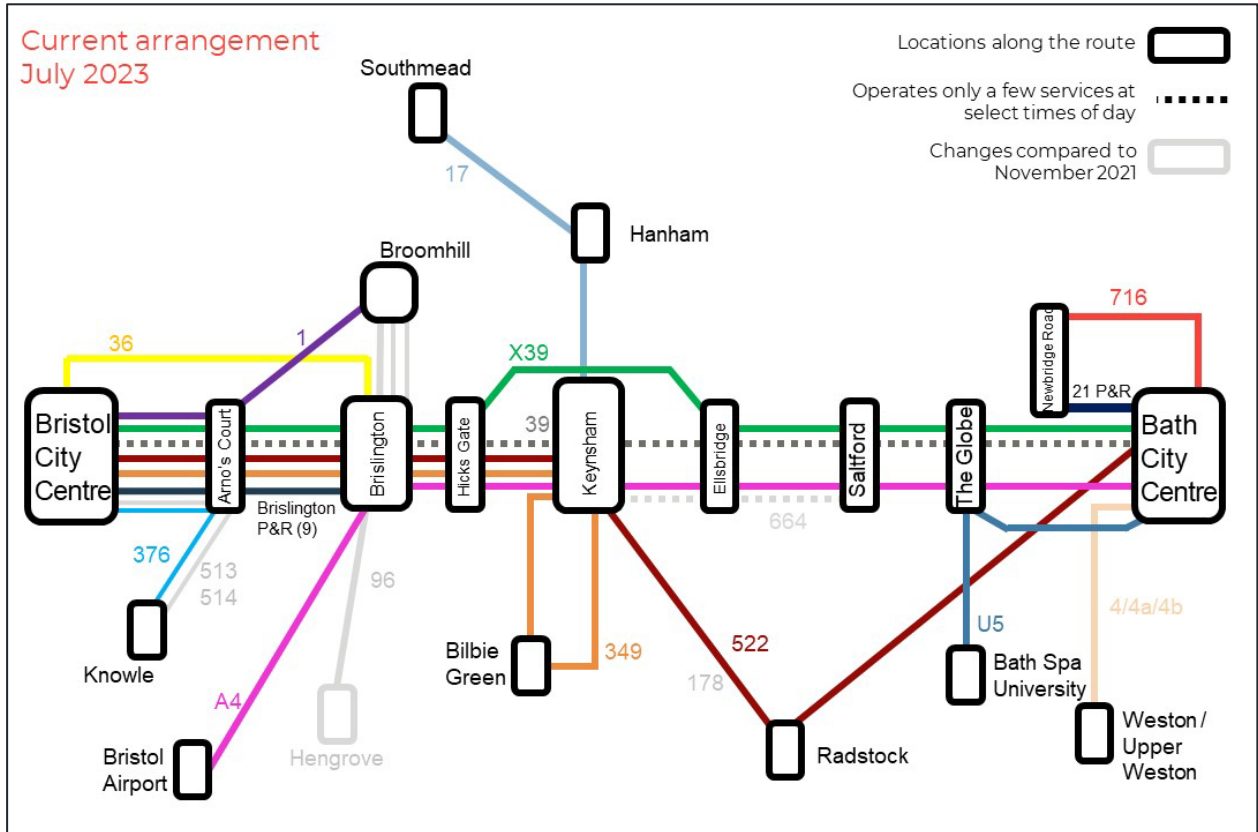 Current arrangement
July 2023
Locations along the route
Operates only a few services at
select times of day
Changes compared to
November 2021
Southmead
17
Hanham
Broomhill
36
1
X39
716
Newbridge Road
21 P&R
Bristol
City
Centre
Arno's Court
Brislington
Hicks Gate
39
Keynsham
Ellsbridge
Saltford
The Globe
Bath
City
Centre
Brislington
P&R (9)
664
376
513
514
96
4/4a/4b
Knowle
A4
Bilbie
Green
349
522
178
U5
Bath Spa
University
Bristol
Airport
Hengrove
Radstock
Weston /
Upper
Weston